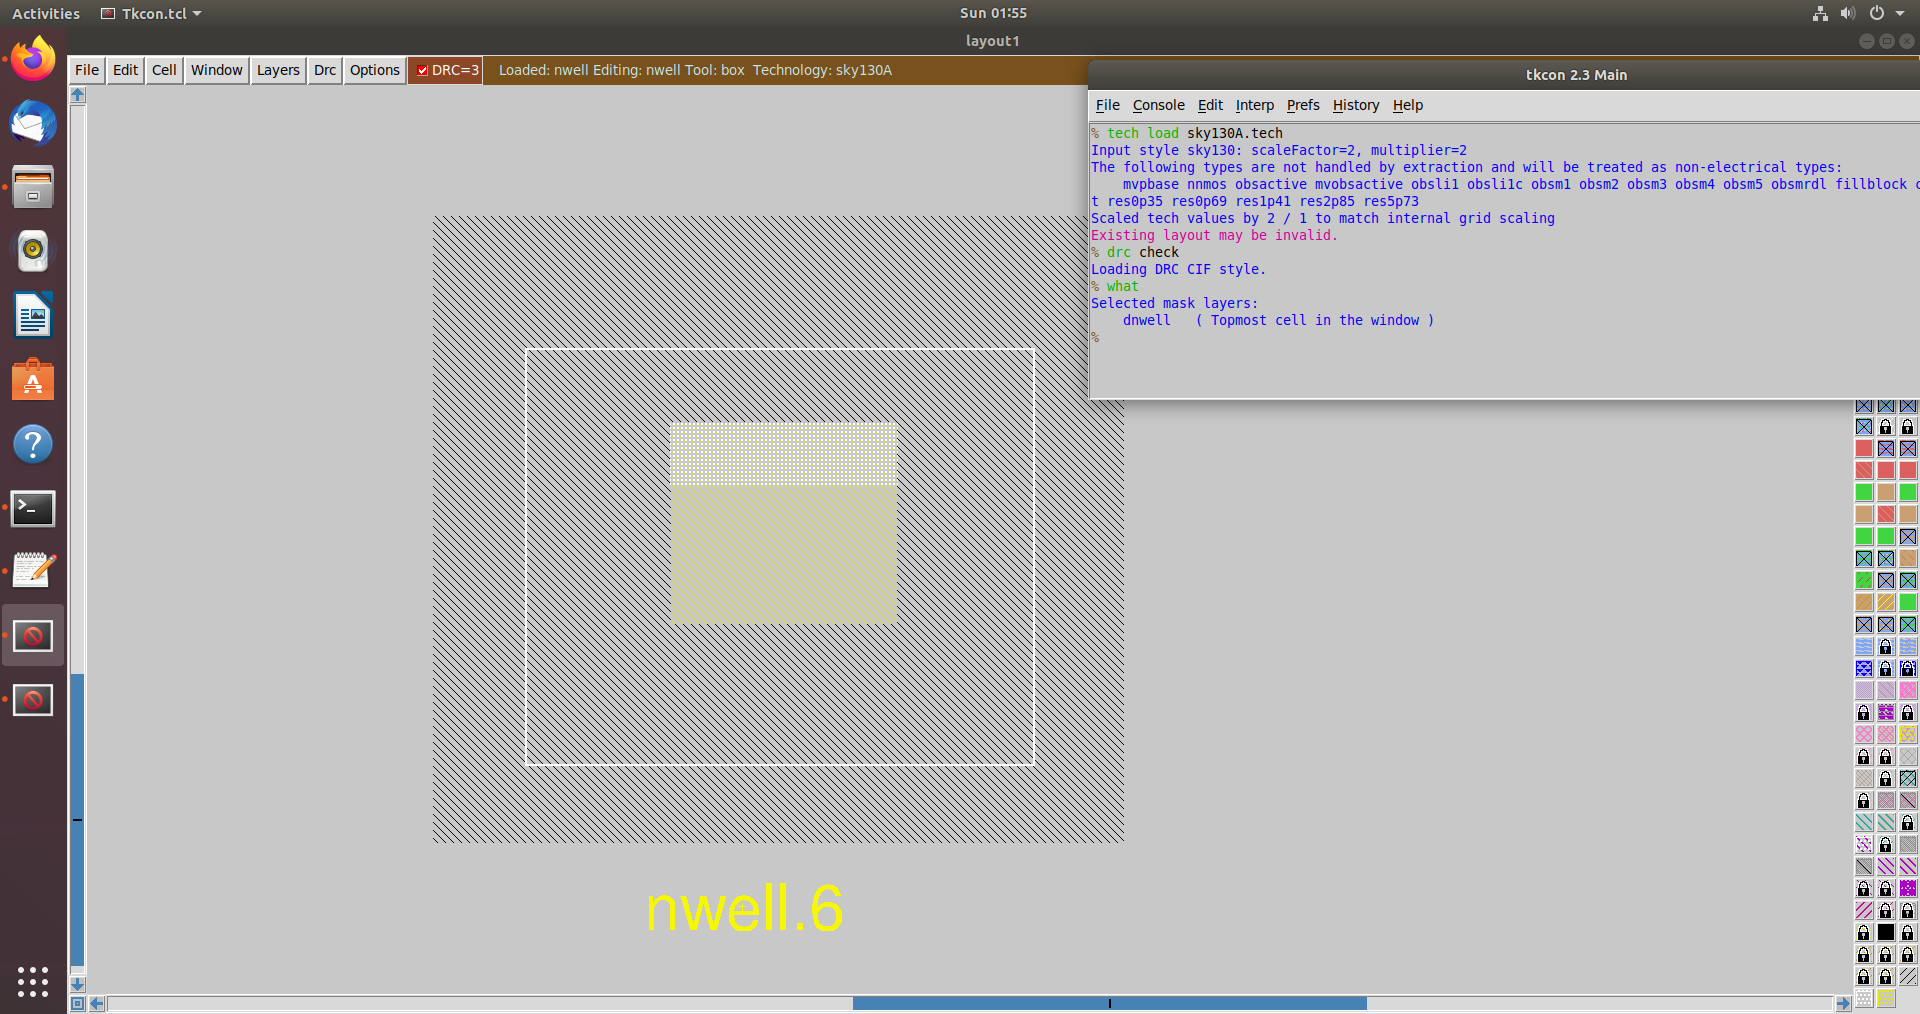 Activities Tkcon.tcl Sun 01:55
layout1
File Edit Cell Window Layers Drc Options DRC=3 Loaded: nwell Editing: nwell Tool: box Technology: sky130A
tkcon 2.3 Main
File Console Edit Interp Prefs History Help
% tech load sky130A.tech
Input style sky130: scaleFactor=2, multiplier=2
The following types are not handled by extraction and will be treated as non-electrical types:
mvpbase nnmos obsactive mvobsactive obsli1 obsli1c obsm1 obsm2 obsm3 obsm4 obsm5 obsmrdl fillblock
t res0p35 res0p69 res1p41 res2p85 res5p73
Scaled tech values by 2 / 1 to match internal grid scaling
Existing layout may be invalid.
% drc check
Loading DRC CIF style.
% what
Selected mask layers:
dnwell ( Topmost cell in the window )
%
nwell.6